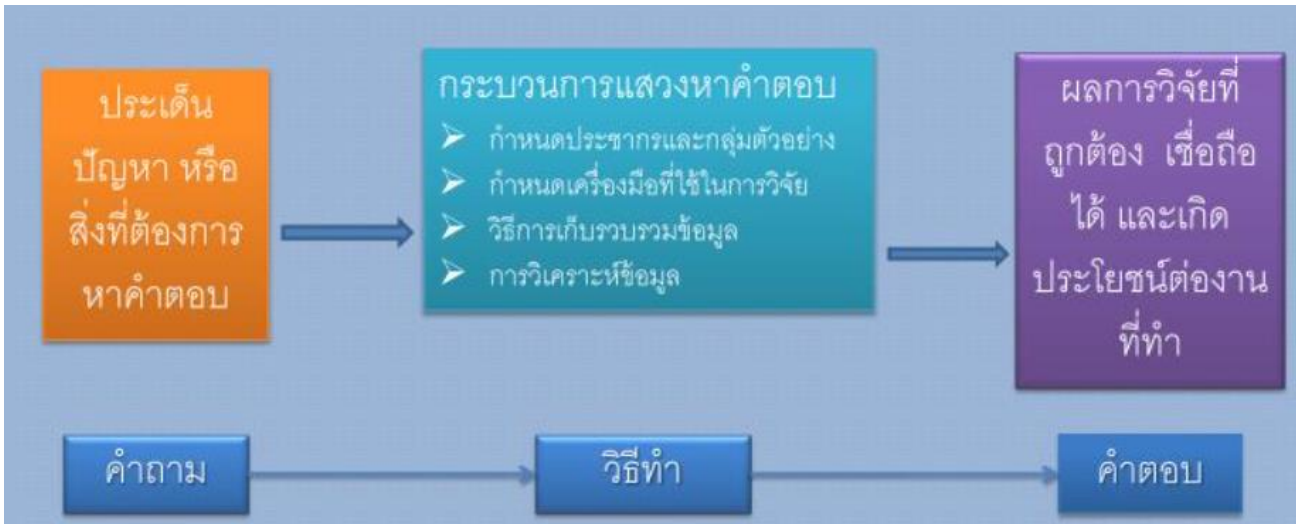 ประเด็น
ปัญหา หรือ
สิ่งที่ต้องการ
หาคำตอบ
กระบวนการแสวงหาคำตอบ
➢ กำหนดประชากรและกลุ่มตัวอย่าง
➢ กำหนดเครื่องมือที่ใช้ในการวิจัย
➢ วิธีการเก็บรวบรวมข้อมูล
➢ การวิเคราะห์ข้อมูล
ผลการวิจัยที่
ถูกต้อง เชื่อถือ
ได้ และเกิด
ประโยชน์ต่องาน
ที่ทำ
คำถาม
วิธีทำ
คำตอบ